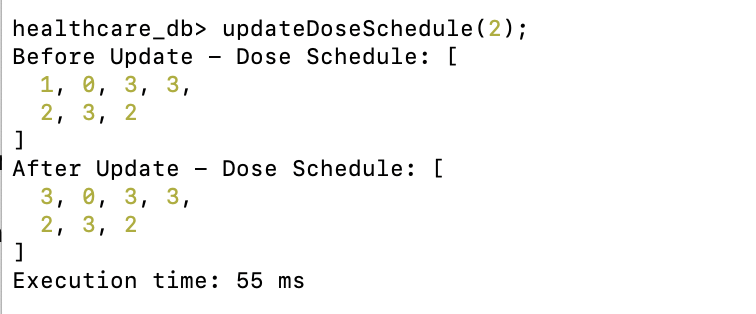 healthcare_db> updateDoseSchedule(2);
Before Update – Dose Schedule: [
  1, 0, 3, 3,
  2, 3, 2
]
After Update – Dose Schedule: [
  3, 0, 3, 3,
  2, 3, 2
]
Execution time: 55 ms